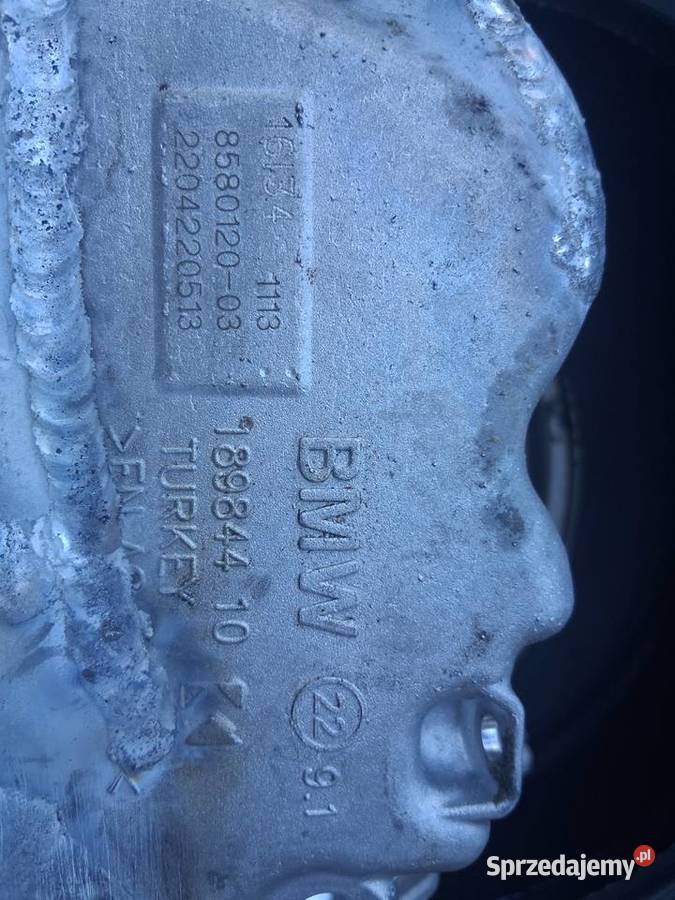 16134 1113
8580120-03
2204220513
BMW 22 9.1
189844 10
TURKEY
Sprzedajemy.pl